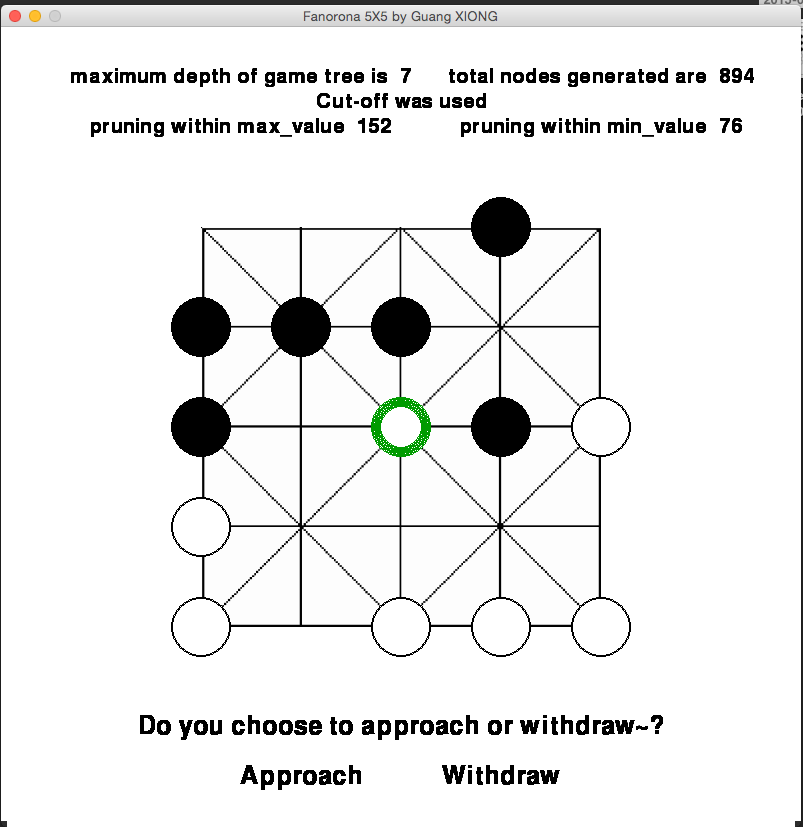 Fanorona 5X5 by Guang XIONG
maximum depth of game tree is 7 total nodes generated are 894
Cut-off was used
pruning within max_value 152 pruning within min_value 76
Do you choose to approach or withdraw~?
Approach Withdraw